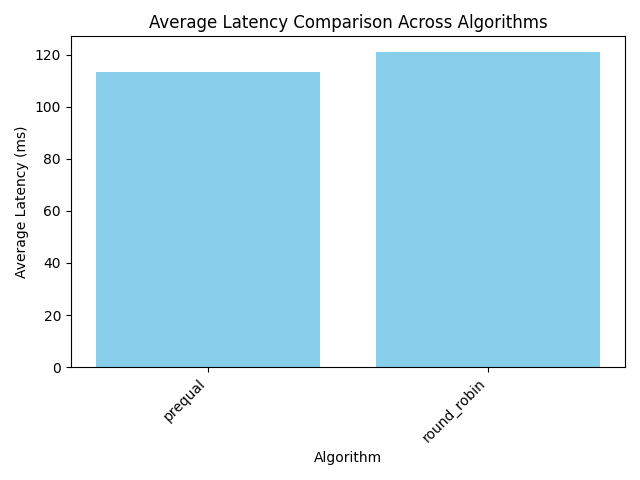 Average Latency Comparison Across Algorithms
Average Latency (ms)
120
100
80
60
40
20
0
prequal
round_robin
Algorithm